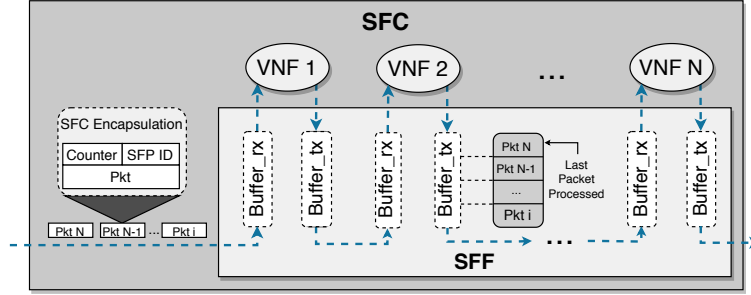 SFC
VNF 1
VNF 2
...
VNF N
SFC Encapsulation
Counter
SFP ID
Pkt
Pkt N
Pkt N-1
...
Pkt i
Buffer_rx
Buffer_tx
Buffer_rx
Buffer_tx
Pkt N
Pkt N-1
...
Pkt i
Last
Packet
Processed
Buffer_rx
Buffer_tx
...
SFF